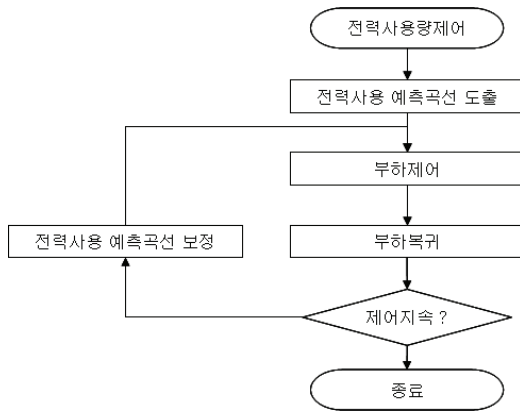 전력사용량제어
전력사용 예측곡선 도출
부하제어
전력사용 예측곡선 보정
부하복귀
제어지속 ?
종료